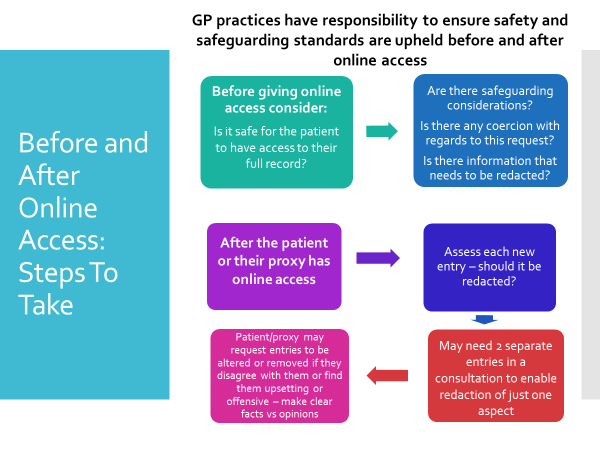 GP practices have responsibility to ensure safety and
safeguarding standards are upheld before and after
online access
Before and
After
Online
Access:
Steps To
Take
Before giving online
access consider:
Is it safe for the patient
to have access to their
full record?
Are there safeguarding
considerations?
Is there any coercion with
regards to this request?
Is there information that
needs to be redacted?
After the patient
or their proxy has
online access
Assess each new
entry – should it be
redacted?
May need 2 separate
entries in a
consultation to enable
redaction of just one
aspect
Patient/proxy may
request entries to be
altered or removed if they
disagree with them or find
them upsetting or
offensive – make clear
facts vs opinions